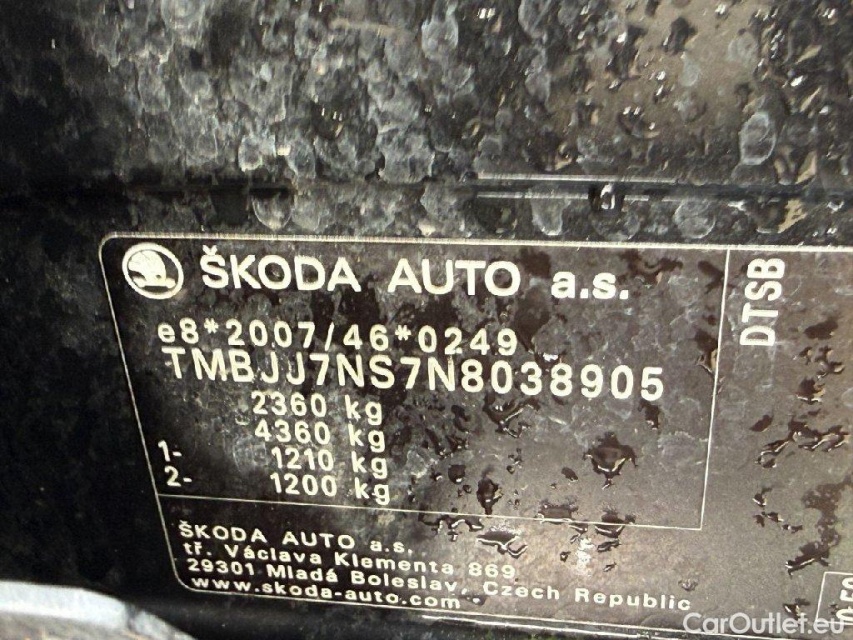 ŠKODA AUTO a.s.
e8*2007/46*0249
TMBJJ7NS7N8038905
2360 kg
4360 kg
1- 1210 kg
2- 1200 kg
DTSB
ŠKODA AUTO a.s.
tř. Václava Klementa 869
29301 Mladá Boleslav, Czech Republic
www.skoda-auto.com
CarOutlet.eu